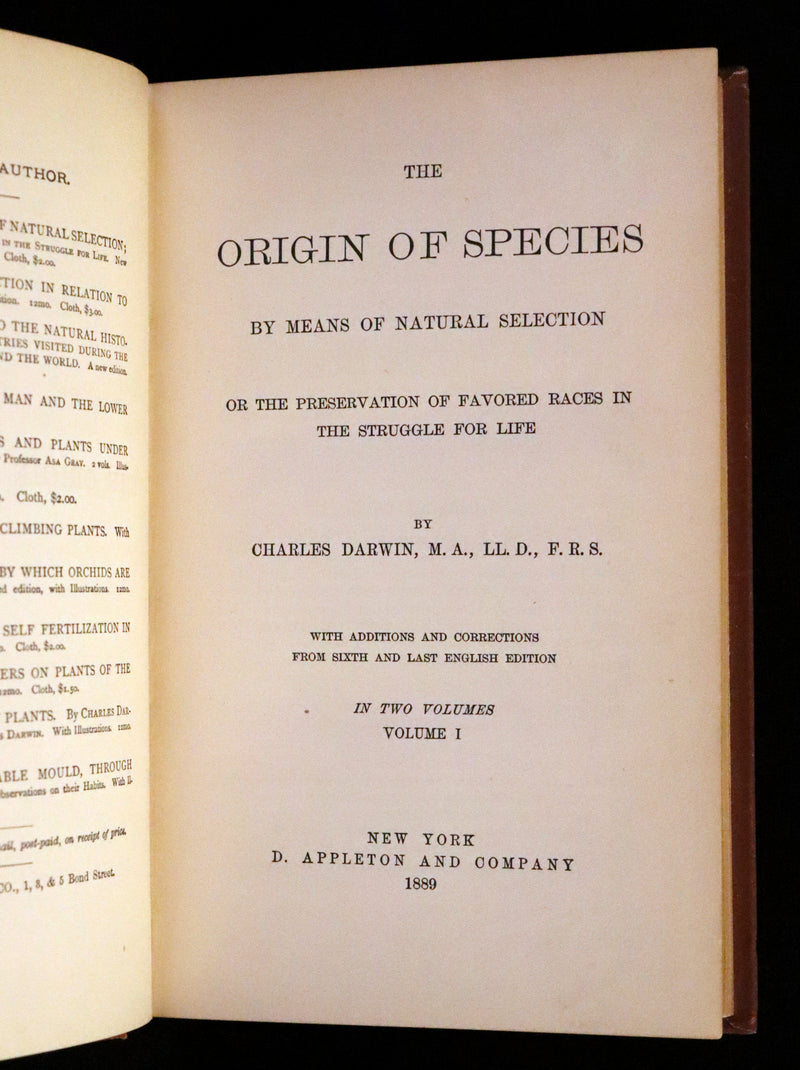 AUTHOR.
F NATURAL SELECTION;
IN THE STRUGGLE FOR LIFE. New
Cloth, $2.00.
TION IN RELATION TO
ition. 12mo. Cloth, $3.00.
O THE NATURAL HISTO-
TRIES VISITED DURING THE
ND THE WORLD. A new edition.
MAN AND THE LOWER
S AND PLANTS UNDER
Professor ASA GRAY. 2 vols. Illus-
. Cloth, $2.00.
CLIMBING PLANTS. With
BY WHICH ORCHIDS ARE
ed edition, with Illustrations. 12mo.
SELF FERTILIZATION IN
o. Cloth, $2.00.
ERS ON PLANTS OF THE
12mo. Cloth, $1.50.
PLANTS. By CHARLES DAR-
S DARWIN. With Illustrations. 12mo.
ABLE MOULD, THROUGH
bservations on their Habits. With Il-
ail, post-paid, on receipt of price.
CO., 1, 3, & 5 Bond Street.
THE
ORIGIN OF SPECIES
BY MEANS OF NATURAL SELECTION
OR THE PRESERVATION OF FAVORED RACES IN
THE STRUGGLE FOR LIFE
BY
CHARLES DARWIN, M. A., LL. D., F. R. S.
WITH ADDITIONS AND CORRECTIONS
FROM SIXTH AND LAST ENGLISH EDITION
IN TWO VOLUMES
VOLUME I
NEW YORK
D. APPLETON AND COMPANY
1889